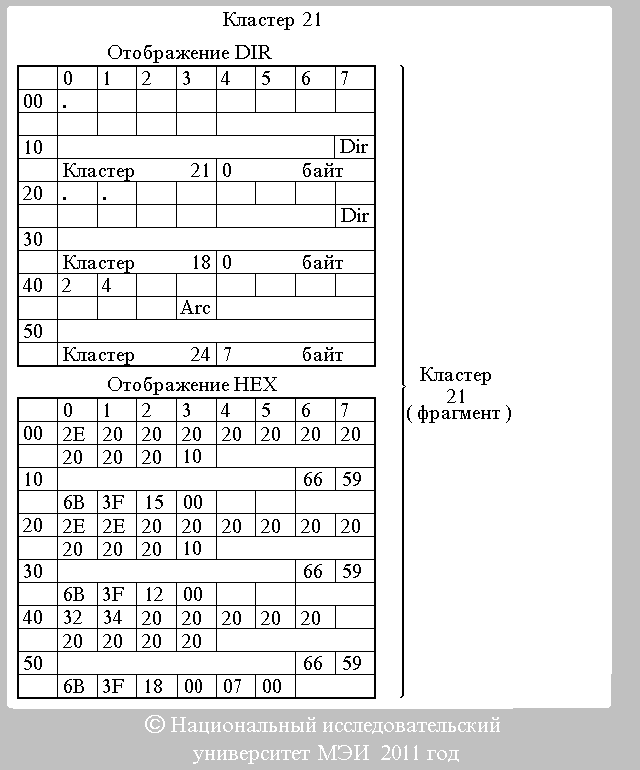 Кластер 21
Отображение DIR
0 1 2 3 4 5 6 7
00 .
10 Dir
Кластер 21 0 байт
20 . .
Dir
30
Кластер 18 0 байт
40 2 4
Arc
50
Кластер 24 7 байт
Отображение HEX
0 1 2 3 4 5 6 7
00 2E 20 20 20 20 20 20 20
20 20 20 10
10 66 59
6B 3F 15 00
20 2E 2E 20 20 20 20 20 20
20 20 20 10
30 66 59
6B 3F 12 00
40 32 34 20 20 20 20 20
20 20 20 20
50 66 59
6B 3F 18 00 07 00
Кластер
21
( фрагмент )
© Национальный исследовательский
университет МЭИ 2011 год